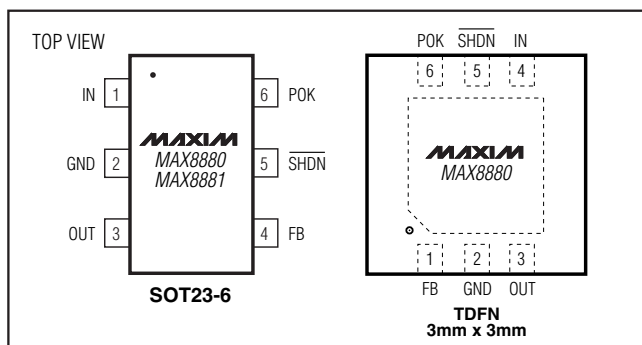 TOP VIEW
IN 1
6 POK
MAXIM
MAX8880
MAX8881
GND 2
5 SHDN
OUT 3
4 FB
SOT23-6
POK SHDN IN
6 5 4
MAXIM
MAX8880
1 2 3
FB GND OUT
TDFN
3mm x 3mm